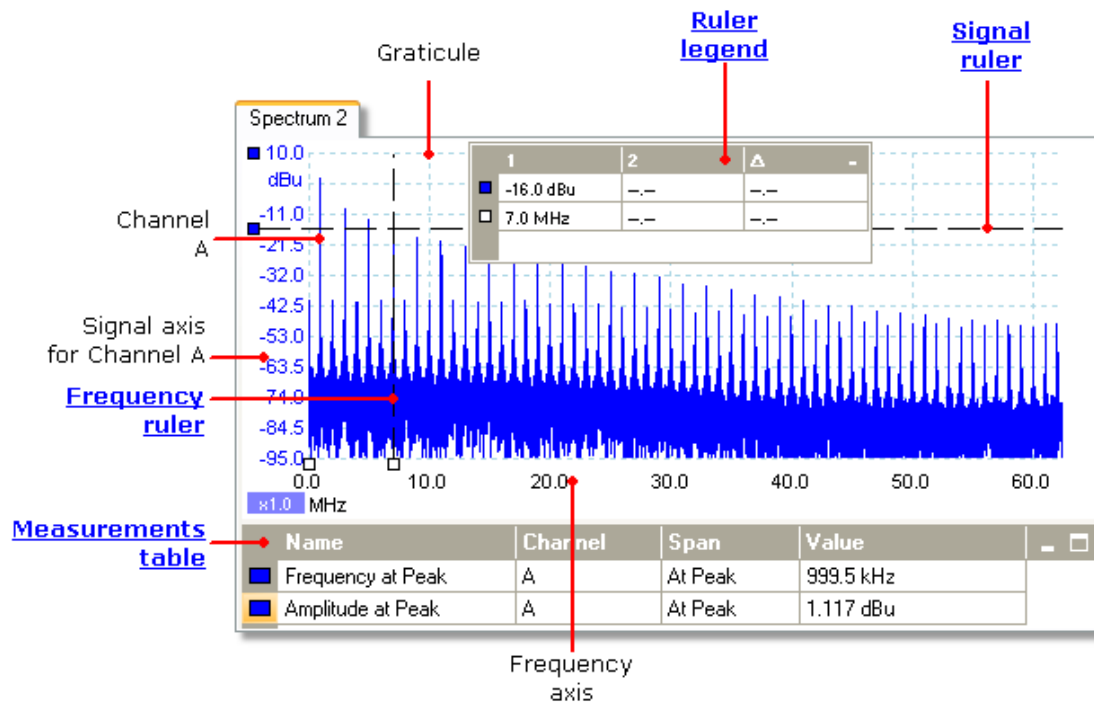 Graticule
Ruler
legend
Signal
ruler
Spectrum 2
10.0
dBu
-11.0
-21.5
-32.0
-42.5
-53.0
-63.5
-74.0
-84.5
-95.0
1 2 Δ -
-16.0 dBu --.-- --.--
7.0 MHz --.-- --.--
Channel
A
Signal axis
for Channel A
Frequency
ruler
0.0 10.0 20.0 30.0 40.0 50.0 60.0
x1.0 MHz
Measurements
table
Name Channel Span Value
Frequency at Peak A At Peak 999.5 kHz
Amplitude at Peak A At Peak 1.117 dBu
Frequency
axis